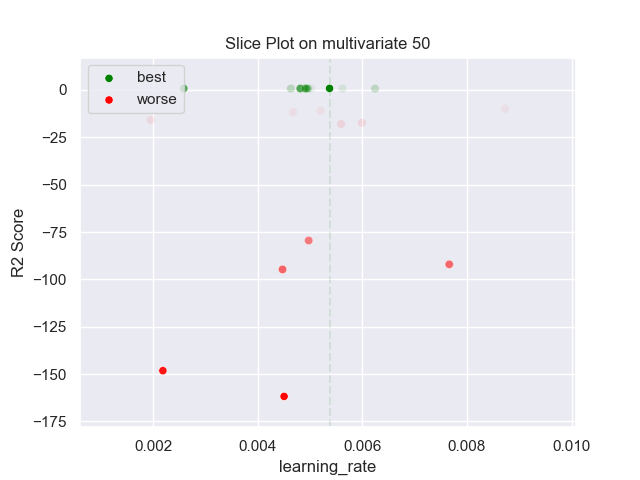 Slice Plot on multivariate 50
best
worse
0
−25
−50
−75
−100
−125
−150
−175
R2 Score
0.002 0.004 0.006 0.008 0.010
learning_rate